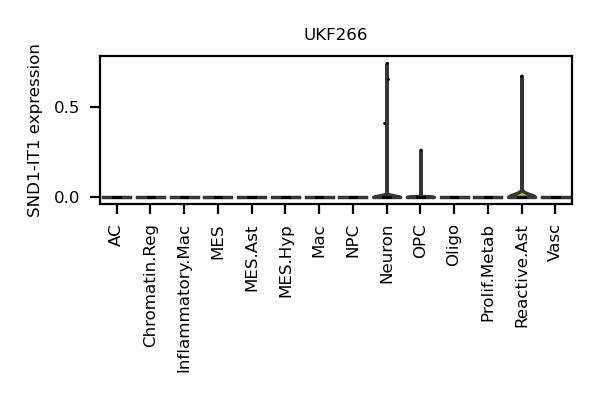 UKF266
SND1-IT1 expression
0.5
0.0
AC
Chromatin.Reg
Inflammatory.Mac
MES
MES.Ast
MES.Hyp
Mac
NPC
Neuron
OPC
Oligo
Prolif.Metab
Reactive.Ast
Vasc